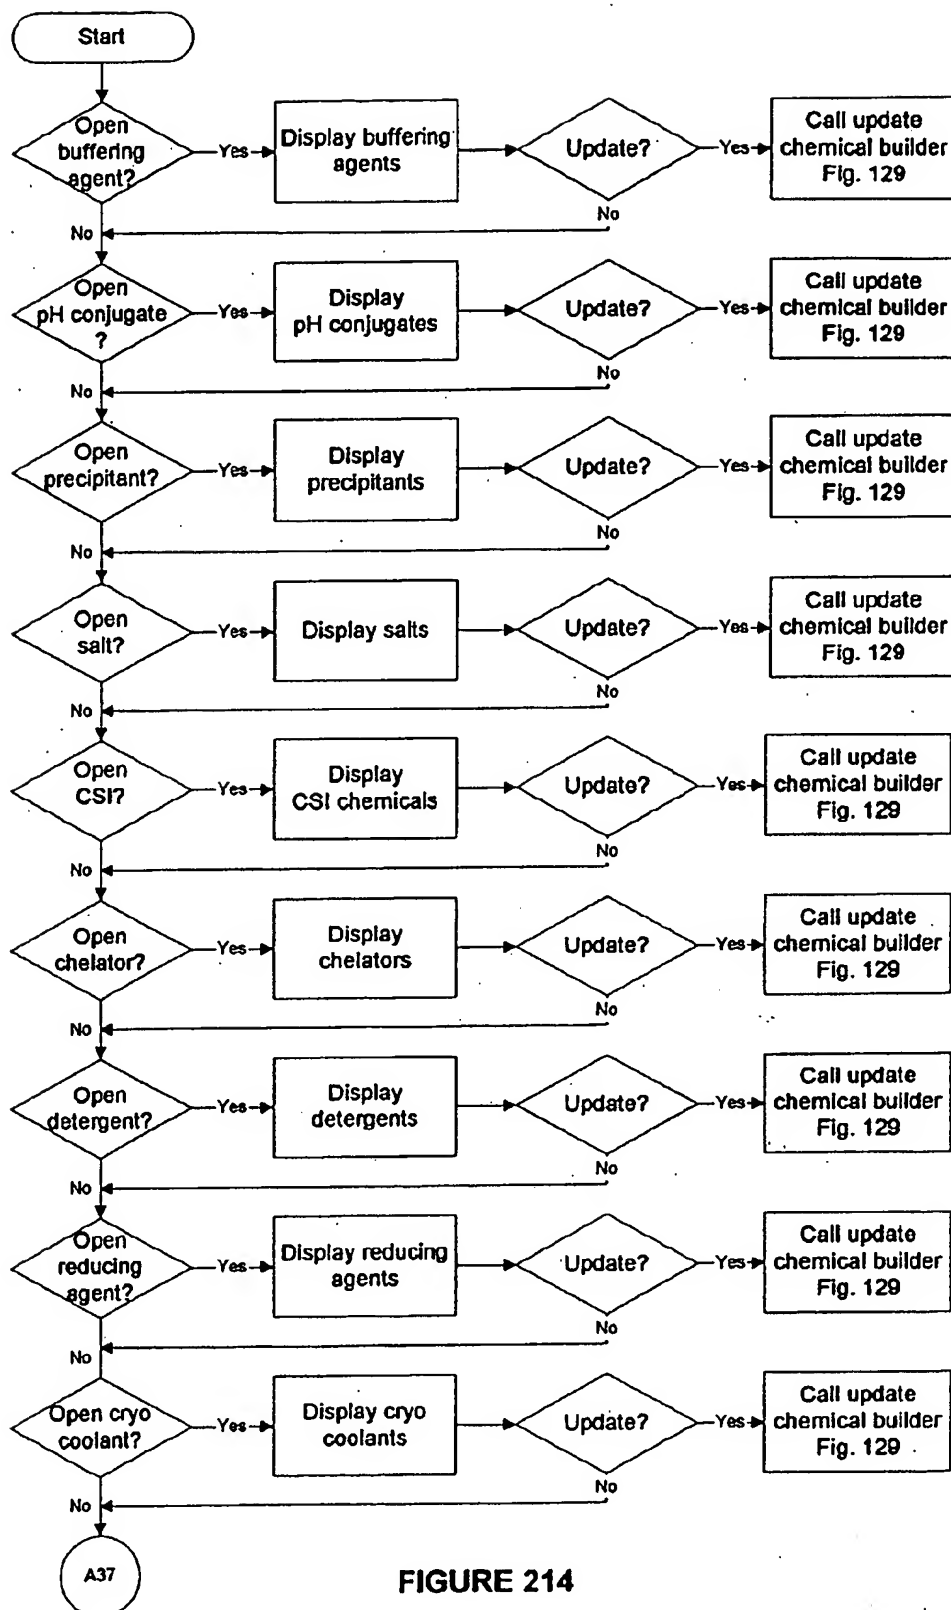 Start
Open
buffering
agent?
Yes
Display buffering
agents
Update?
Yes
Call update
chemical builder
Fig. 129
No
No
Open
pH conjugate
?
Yes
Display
pH conjugates
Update?
Yes
Call update
chemical builder
Fig. 129
No
No
Open
precipitant?
Yes
Display
precipitants
Update?
Yes
Call update
chemical builder
Fig. 129
No
No
Open
salt?
Yes
Display salts
Update?
Yes
Call update
chemical builder
Fig. 129
No
No
Open
CSI?
Yes
Display
CSI chemicals
Update?
Yes
Call update
chemical builder
Fig. 129
No
No
Open
chelator?
Yes
Display
chelators
Update?
Yes
Call update
chemical builder
Fig. 129
No
No
Open
detergent?
Yes
Display
detergents
Update?
Yes
Call update
chemical builder
Fig. 129
No
No
Open
reducing
agent?
Yes
Display reducing
agents
Update?
Yes
Call update
chemical builder
Fig. 129
No
No
Open cryo
coolant?
Yes
Display cryo
coolants
Update?
Yes
Call update
chemical builder
Fig. 129
No
No
A37
FIGURE 214